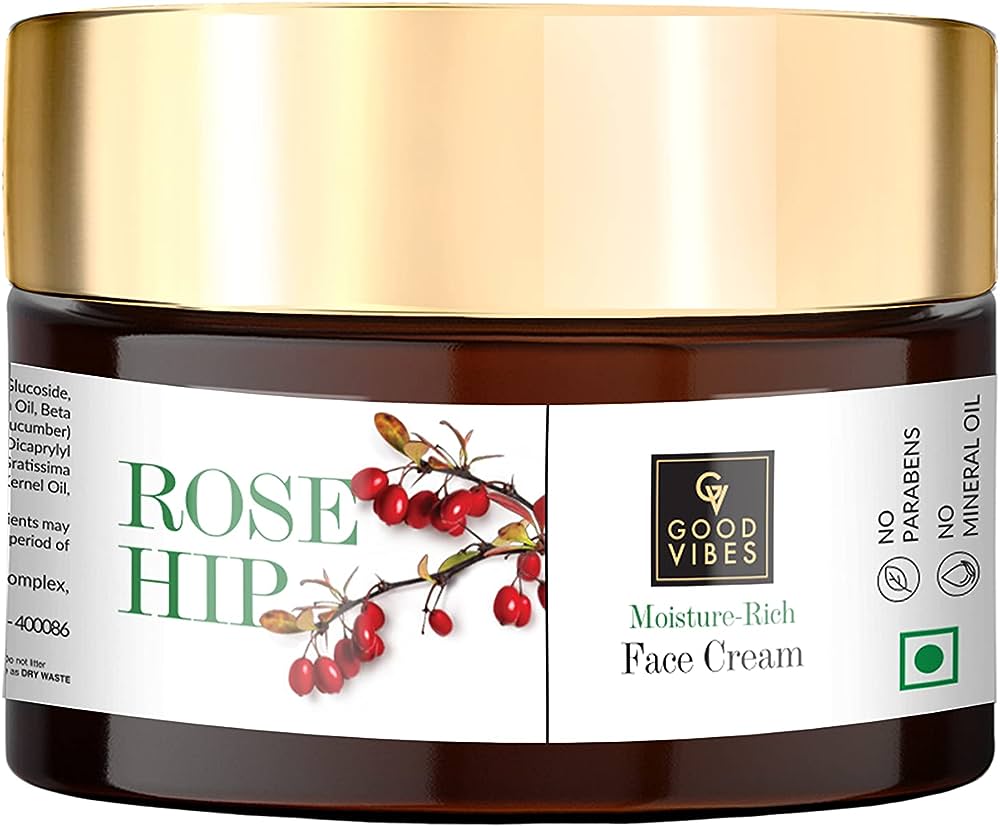 Glucoside,
Oil, Beta
cucumber)
Dicaprylyl
Gratissima
Kernel Oil,
ients may
period of
omplex,
- 400086
Do not litter
as DRY WASTE
ROSE
HIP
GV
GOOD
VIBES
Moisture-Rich
Face Cream
NO
PARABENS
NO
MINERAL OIL